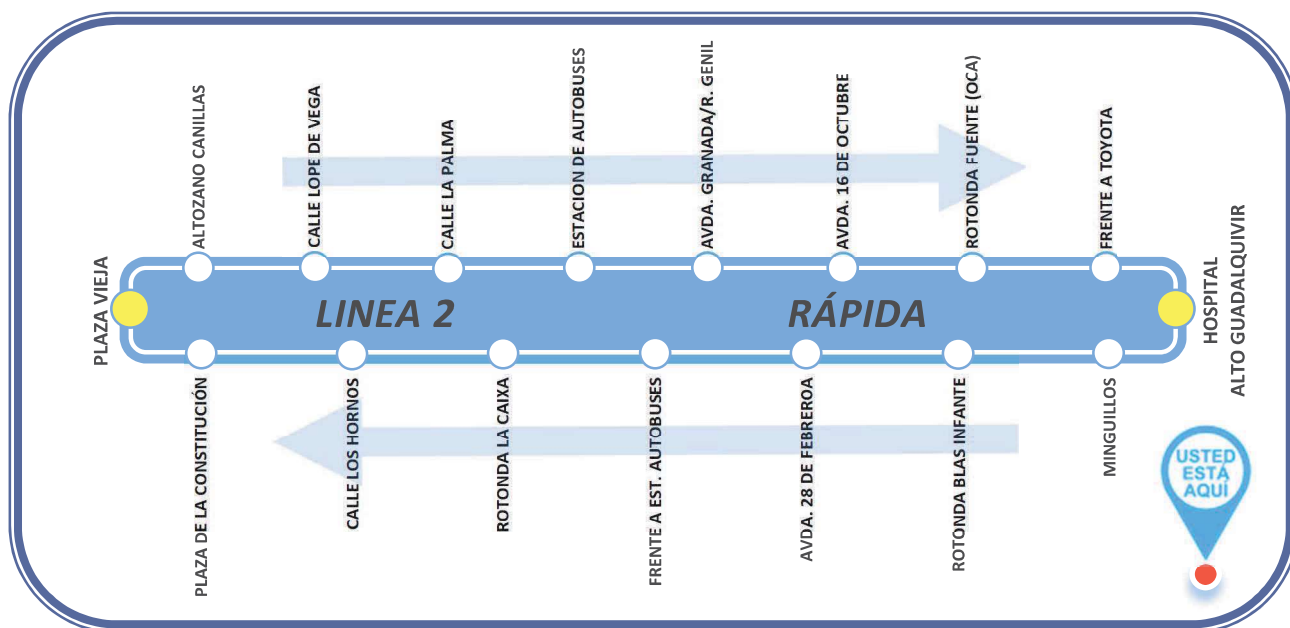 PLAZA VIEJA
ALTOZANO CANILLAS
CALLE LOPE DE VEGA
CALLE LA PALMA
ESTACION DE AUTOBUSES
AVDA. GRANADA/R. GENIL
AVDA. 16 DE OCTUBRE
ROTONDA FUENTE (OCA)
FRENTE A TOYOTA
HOSPITAL
ALTO GUADALQUIVIR
LINEA 2
RÁPIDA
PLAZA DE LA CONSTITUCIÓN
CALLE LOS HORNOS
ROTONDA LA CAIXA
FRENTE A EST. AUTOBUSES
AVDA. 28 DE FEBREROA
ROTONDA BLAS INFANTE
MINGUILLOS
USTED
ESTÁ
AQUÍ